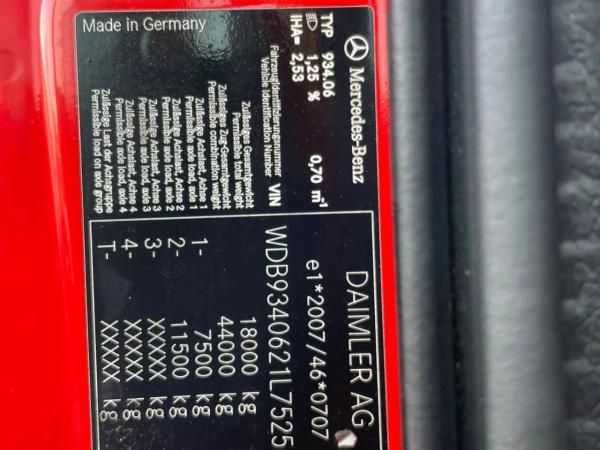 Mercedes-Benz
DAIMLER AG
TYP 934.06 0,70 m⁻¹ e1*2007/46*0707
1,25 %
IHA= 2,53
Fahrzeugidentifizierungsnummer
Vehicle Identification Number VIN WDB9340621L7525
Zulässiges Gesamtgewicht
Permissible total weight 18000 kg
Zulässiges Zug-Gesamtgewicht
Permissible combination weight 44000 kg
Zulässige Achslast, Achse 1
Permissible axle load, axle 1 1- 7500 kg
Zulässige Achslast, Achse 2
Permissible axle load, axle 2 2- 11500 kg
Zulässige Achslast, Achse 3
Permissible axle load, axle 3 3- XXXXX kg
Zulässige Achslast, Achse 4
Permissible axle load, axle 4 4- XXXXX kg
Zulässige Last der Achsgruppe
Permissible load on axle group T- XXXXX kg
Made in Germany